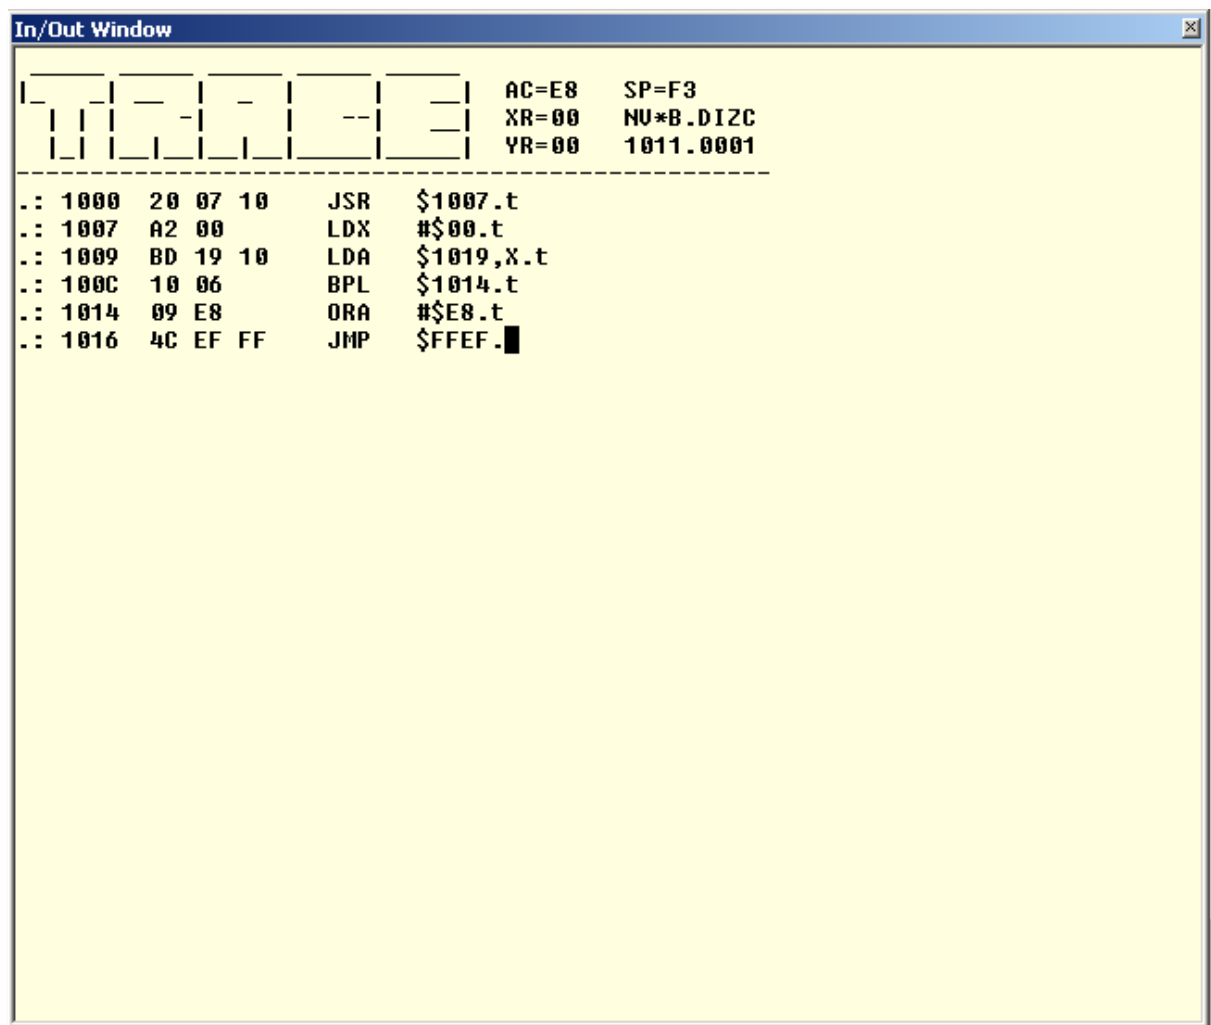 In/Out Window
TRACE
AC=E8 SP=F3
XR=00 NV*B.DIZC
YR=00 1011.0001
.: 1000 20 07 10 JSR $1007.t
.: 1007 A2 00 LDX #$00.t
.: 1009 BD 19 10 LDA $1019,X.t
.: 100C 10 06 BPL $1014.t
.: 1014 09 E8 ORA #$E8.t
.: 1016 4C EF FF JMP $FFEF.